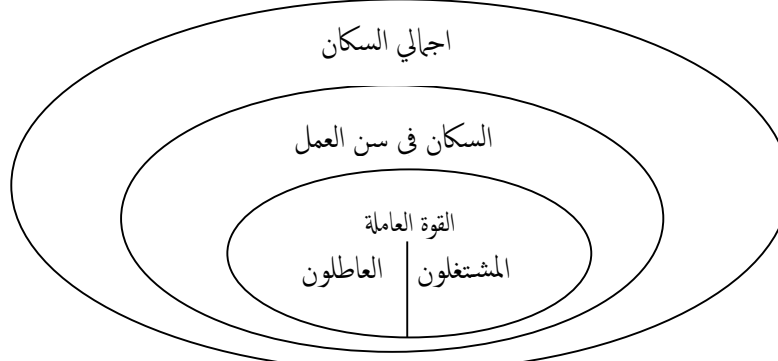 اجمالي السكان
السكان فى سن العمل
القوة العاملة
المشتغلون العاطلون